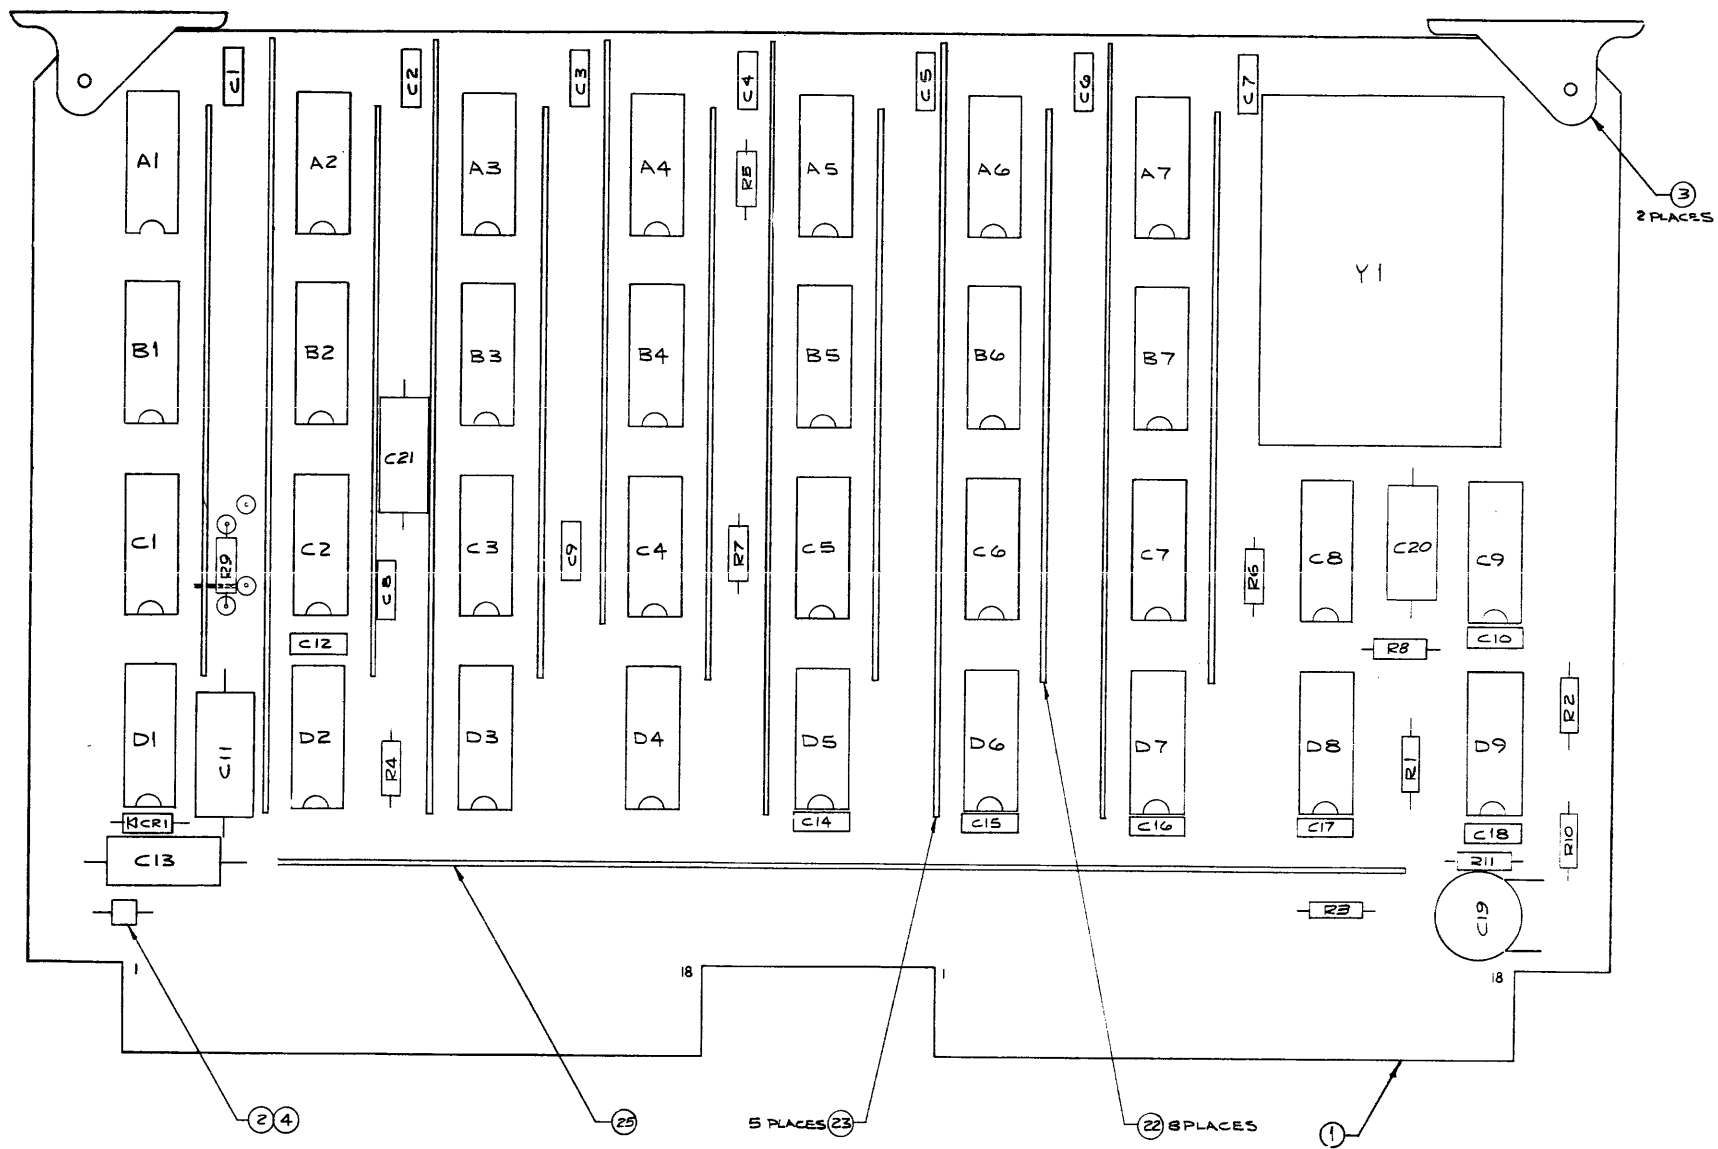 C1 C2 C3 C4 C5 C6 C7
A1 A2 A3 A4 R5 A5 A6 A7
3
2 PLACES
Y1
B1 B2 B3 B4 B5 B6 B7
C21
C1 R9 C2 C8 C3 C9 C4 R7 C5 C6 C7 R6 C8 C20 C9
C12 R8 C10
D1 C11 D2 R4 D3 D4 D5 D6 D7 D8 R1 D9 R2
CR1 C14 C15 C16 C17 C18 R10
C13 R11
R3 C19
1 18 1 18
2 4 25 5 PLACES 23 22 8 PLACES 1